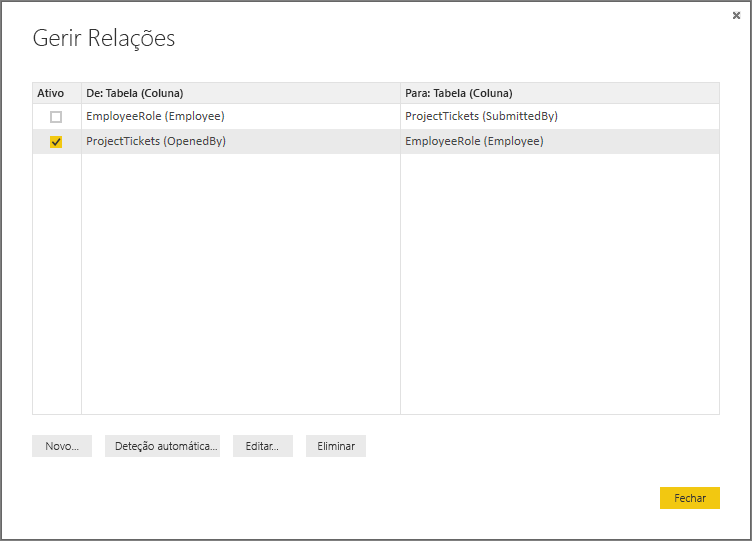 Gerir Relações
Ativo De: Tabela (Coluna) Para: Tabela (Coluna)
EmployeeRole (Employee) ProjectTickets (SubmittedBy)
ProjectTickets (OpenedBy) EmployeeRole (Employee)
Novo... Deteção automática... Editar... Eliminar
Fechar